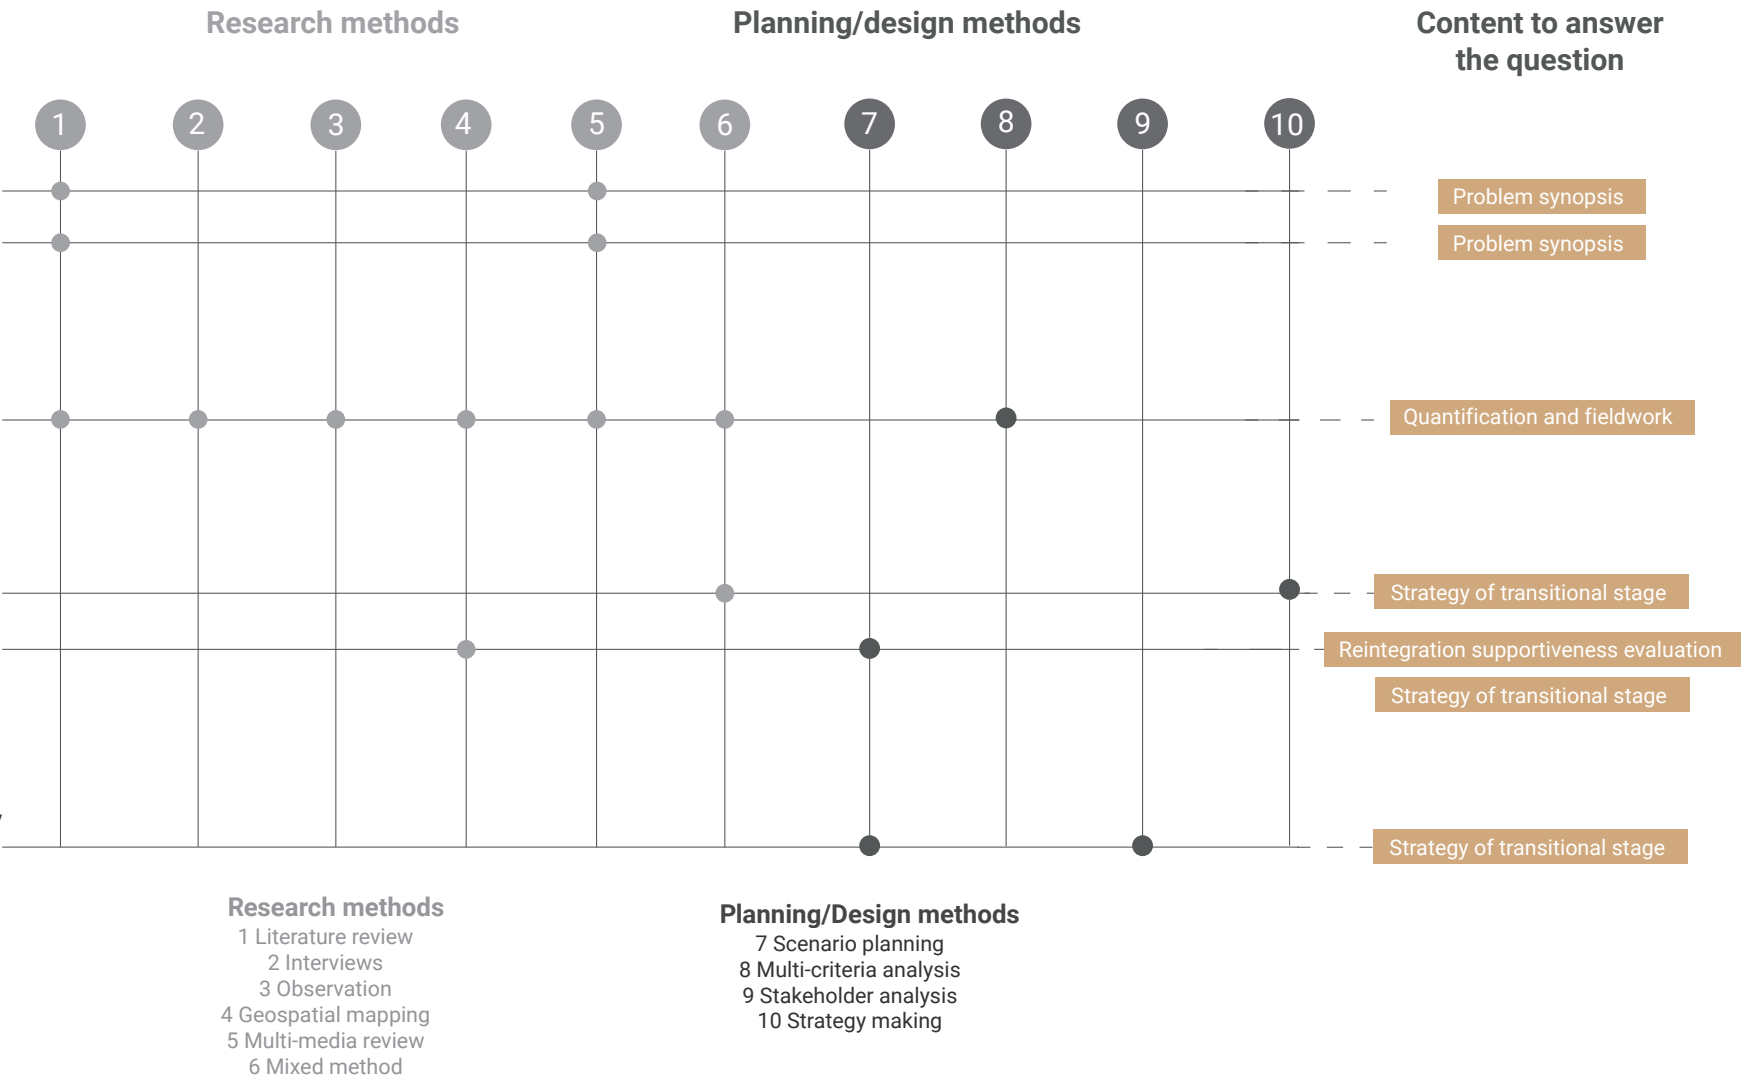 Research methods
Planning/design methods
Content to answer
the question
1
2
3
4
5
6
7
8
9
10
Problem synopsis
Problem synopsis
Quantification and fieldwork
Strategy of transitional stage
Reintegration supportiveness evaluation
Strategy of transitional stage
Strategy of transitional stage
Research methods
1 Literature review
2 Interviews
3 Observation
4 Geospatial mapping
5 Multi-media review
6 Mixed method
Planning/Design methods
7 Scenario planning
8 Multi-criteria analysis
9 Stakeholder analysis
10 Strategy making